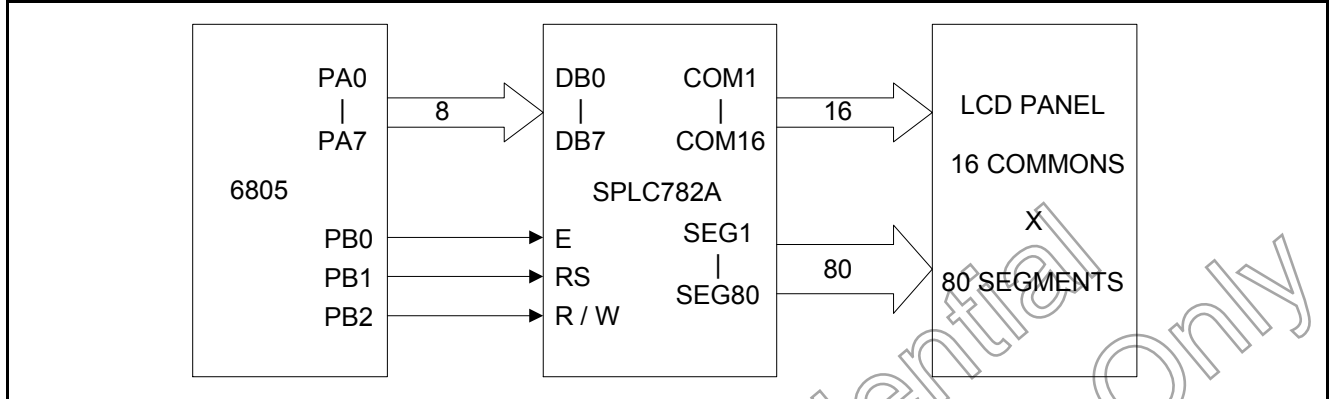 PA0
|
PA7
6805
PB0
PB1
PB2
8
DB0
|
DB7
COM1
|
COM16
SPLC782A
E
RS
R / W
SEG1
|
SEG80
16
80
LCD PANEL
16 COMMONS
X
80 SEGMENTS
Only